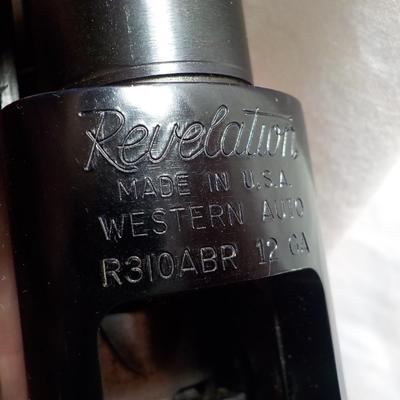 Revelation
MADE IN U.S.A.
WESTERN AUTO
R310ABR 12 GA